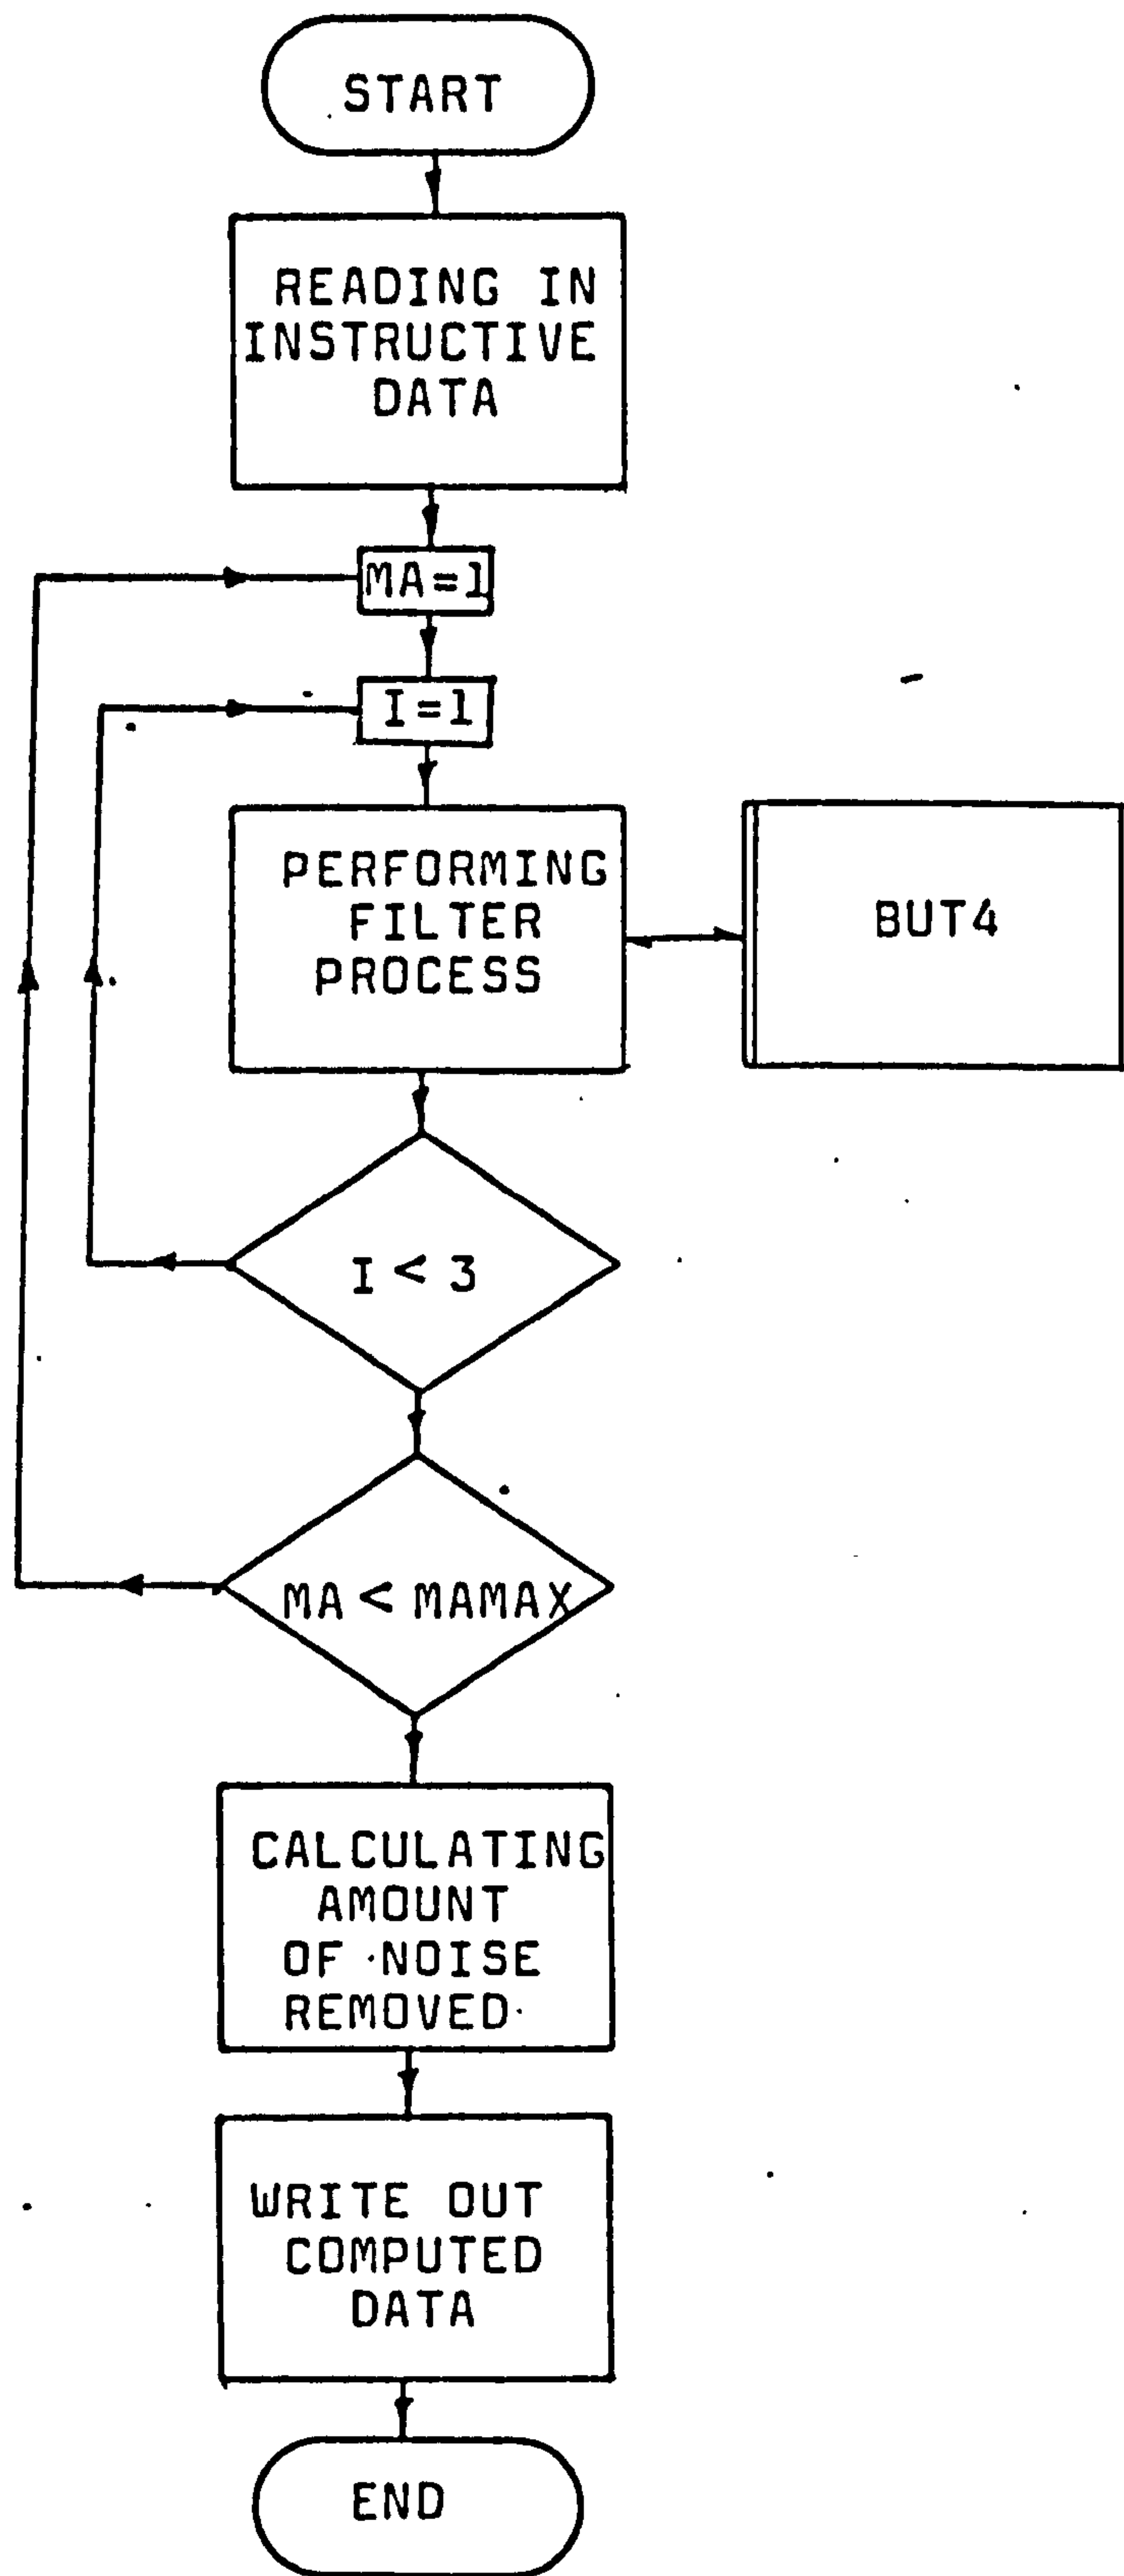 START
READING IN
INSTRUCTIVE
DATA
MA=1
I=1
PERFORMING
FILTER
PROCESS
BUT4
I < 3
MA < MAMAX
CALCULATING
AMOUNT
OF NOISE
REMOVED
WRITE OUT
COMPUTED
DATA
END